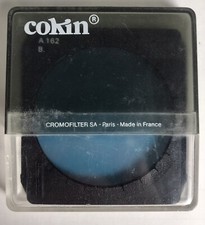 cokin®
A.162
B.
CROMOFILTER SA - Paris - Made in France